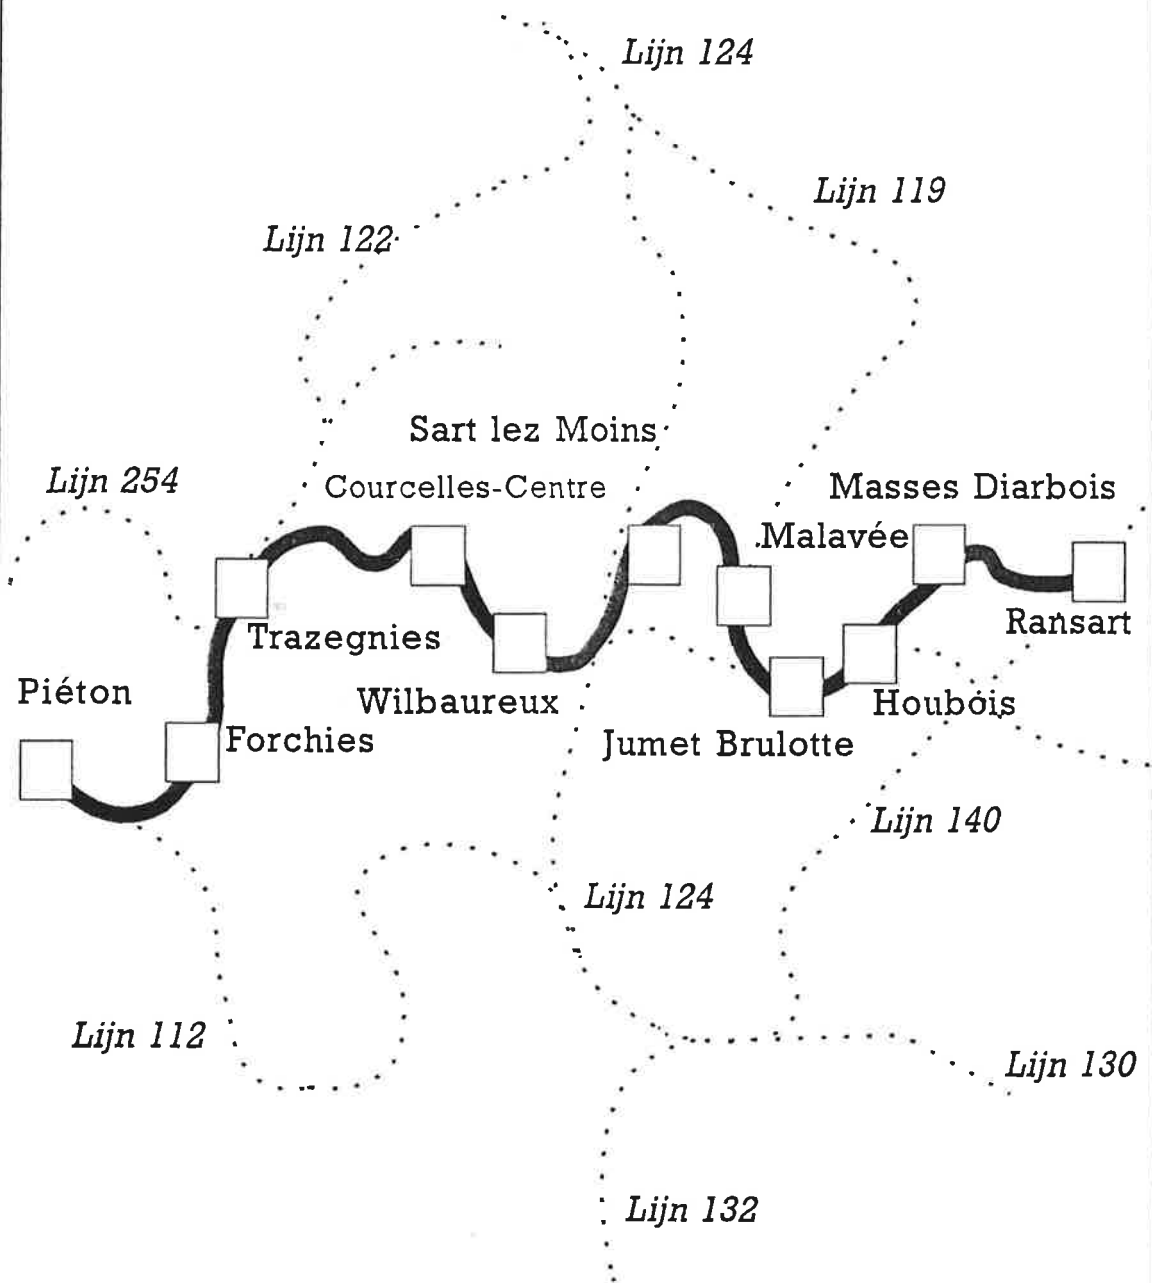 Lijn 124
Lijn 119
Lijn 122
Sart lez Moins
Lijn 254
Courcelles-Centre
Masses Diarbois
Malavée
Trazegnies
Ransart
Piéton
Wilbaureux
Houbois
Forchies
Jumet Brulotte
Lijn 140
Lijn 124
Lijn 112
Lijn 130
Lijn 132